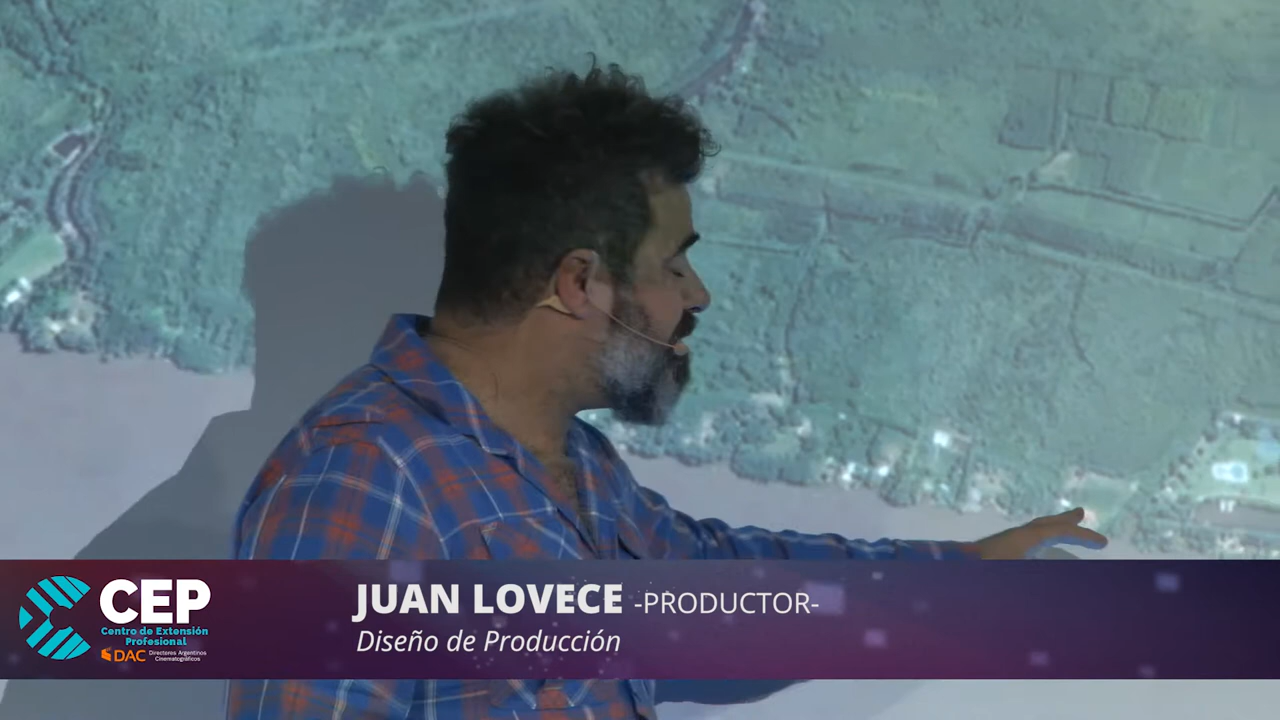 CEP
Centro de Extensión
Profesional
DAC Directores Argentinos
Cinematográficos
JUAN LOVECE -PRODUCTOR-
Diseño de Producción